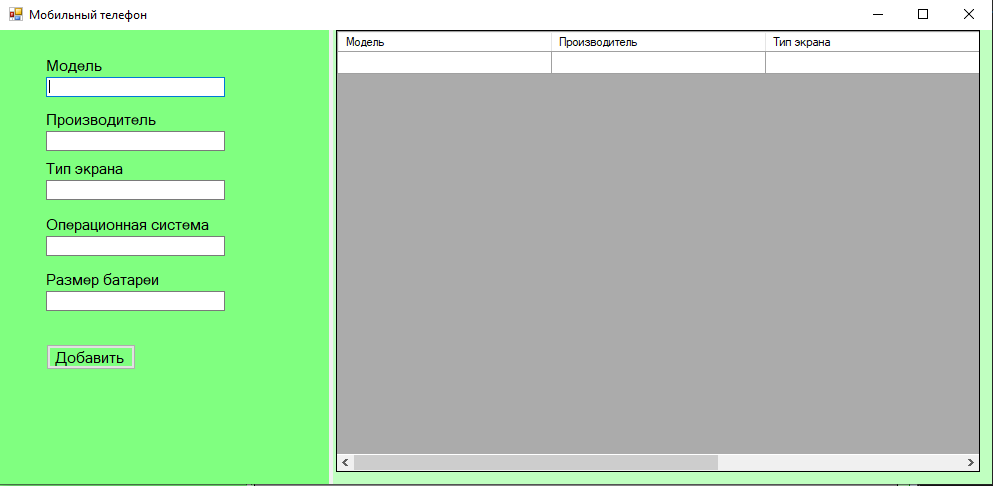 Мобильный телефон
Модель
Производитель
Тип экрана
Операционная система
Размер батареи
Добавить
Модель Производитель Тип экрана